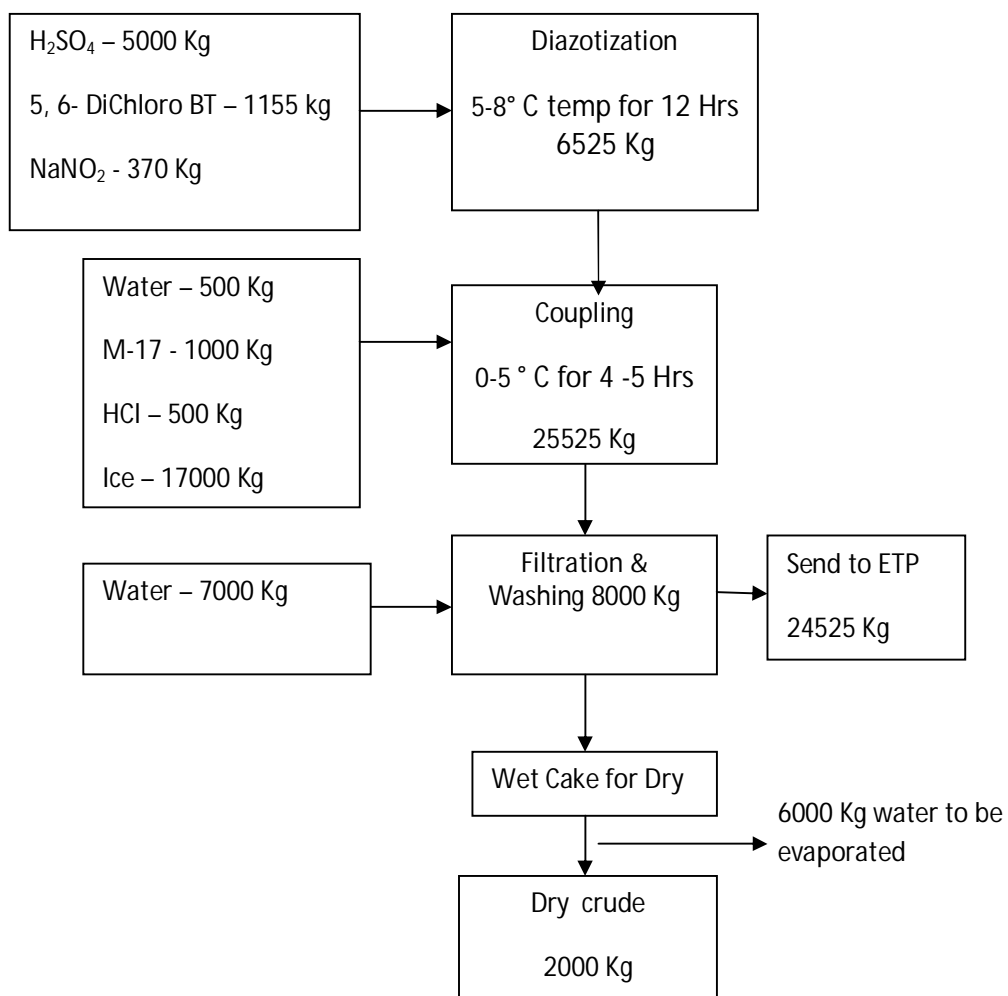 H₂SO₄ – 5000 Kg
5, 6- DiChloro BT – 1155 kg
NaNO₂ - 370 Kg
Diazotization
5-8° C temp for 12 Hrs
6525 Kg
Water – 500 Kg
M-17 - 1000 Kg
HCl – 500 Kg
Ice – 17000 Kg
Coupling
0-5 ° C for 4 -5 Hrs
25525 Kg
Water – 7000 Kg
Filtration &
Washing 8000 Kg
Send to ETP
24525 Kg
Wet Cake for Dry
6000 Kg water to be
evaporated
Dry crude
2000 Kg